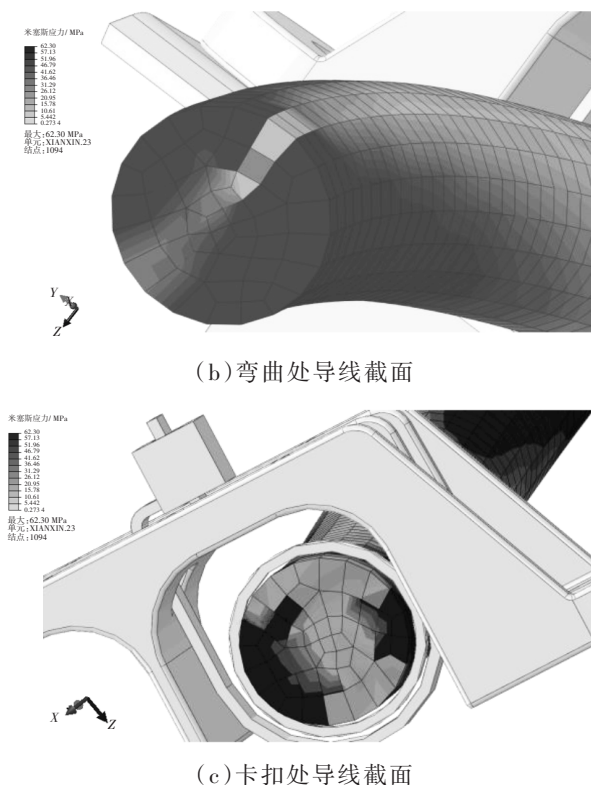 米塞斯应力/ MPa
62.30
57.13
51.96
46.79
41.62
36.46
31.29
26.12
20.95
15.78
10.61
5.442
0.273 4
最大:62.30 MPa
单元:XIANXIN.23
结点:1094
Y
X
Z
(b)弯曲处导线截面
米塞斯应力/ MPa
62.30
57.13
51.96
46.79
41.62
36.46
31.29
26.12
20.95
15.78
10.61
5.442
0.273 4
最大:62.30 MPa
单元:XIANXIN.23
结点:1094
X
Z
(c)卡扣处导线截面